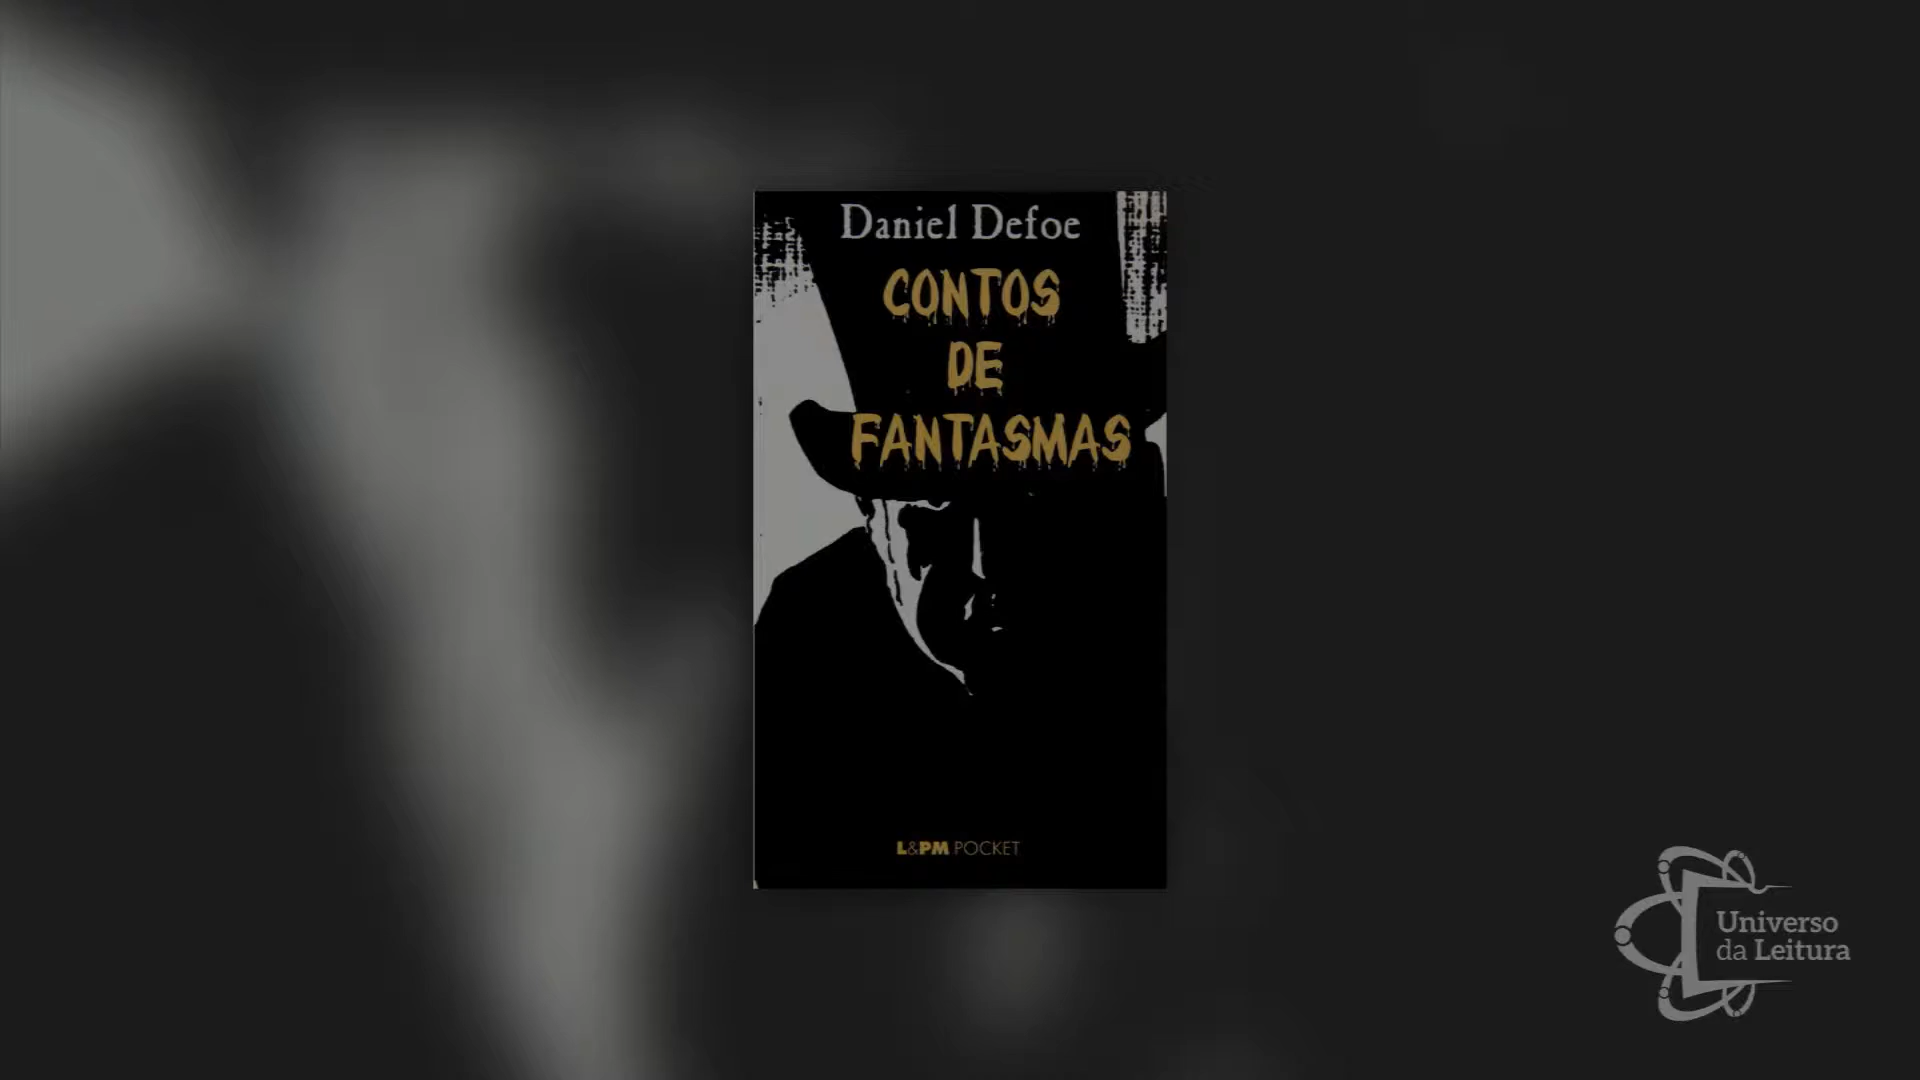 Daniel Defoe
CONTOS
DE
FANTASMAS
L&PM POCKET
Universo
da Leitura